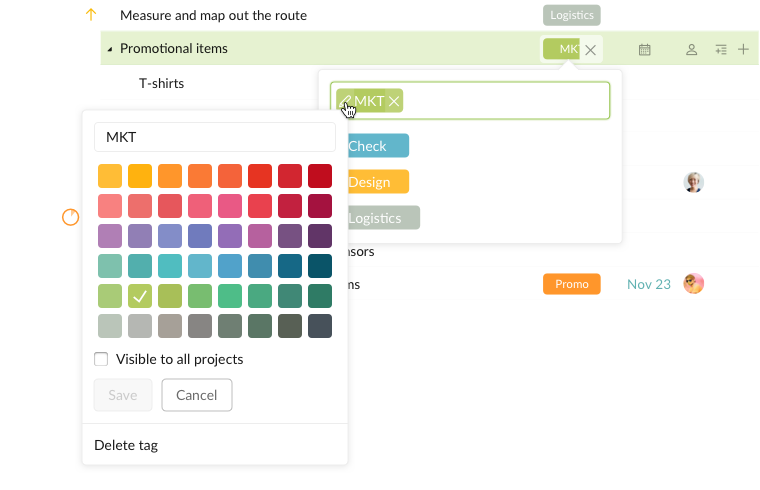 Measure and map out the route
Logistics
Promotional items
MK
T-shirts
MKT
MKT
Check
Design
Logistics
nsors
ms
Promo
Nov 23
Visible to all projects
Save
Cancel
Delete tag